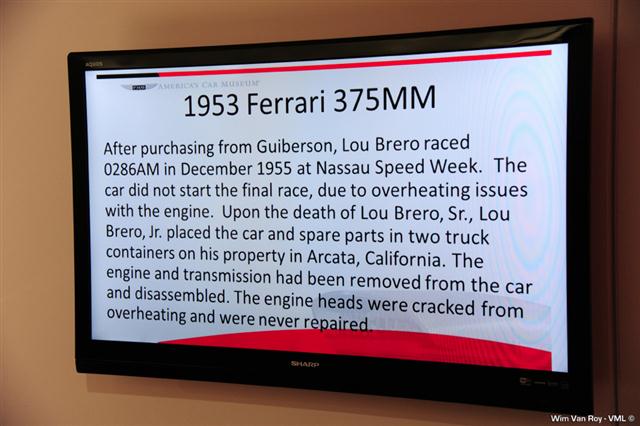 AQUOS
AMERICA'S CAR MUSEUM
1953 Ferrari 375MM
After purchasing from Guiberson, Lou Brero raced
0286AM in December 1955 at Nassau Speed Week. The
car did not start the final race, due to overheating issues
with the engine. Upon the death of Lou Brero, Sr., Lou
Brero, Jr. placed the car and spare parts in two truck
containers on his property in Arcata, California. The
engine and transmission had been removed from the car
and disassembled. The engine heads were cracked from
overheating and were never repaired.
SHARP
Wim Van Roy - VML ©